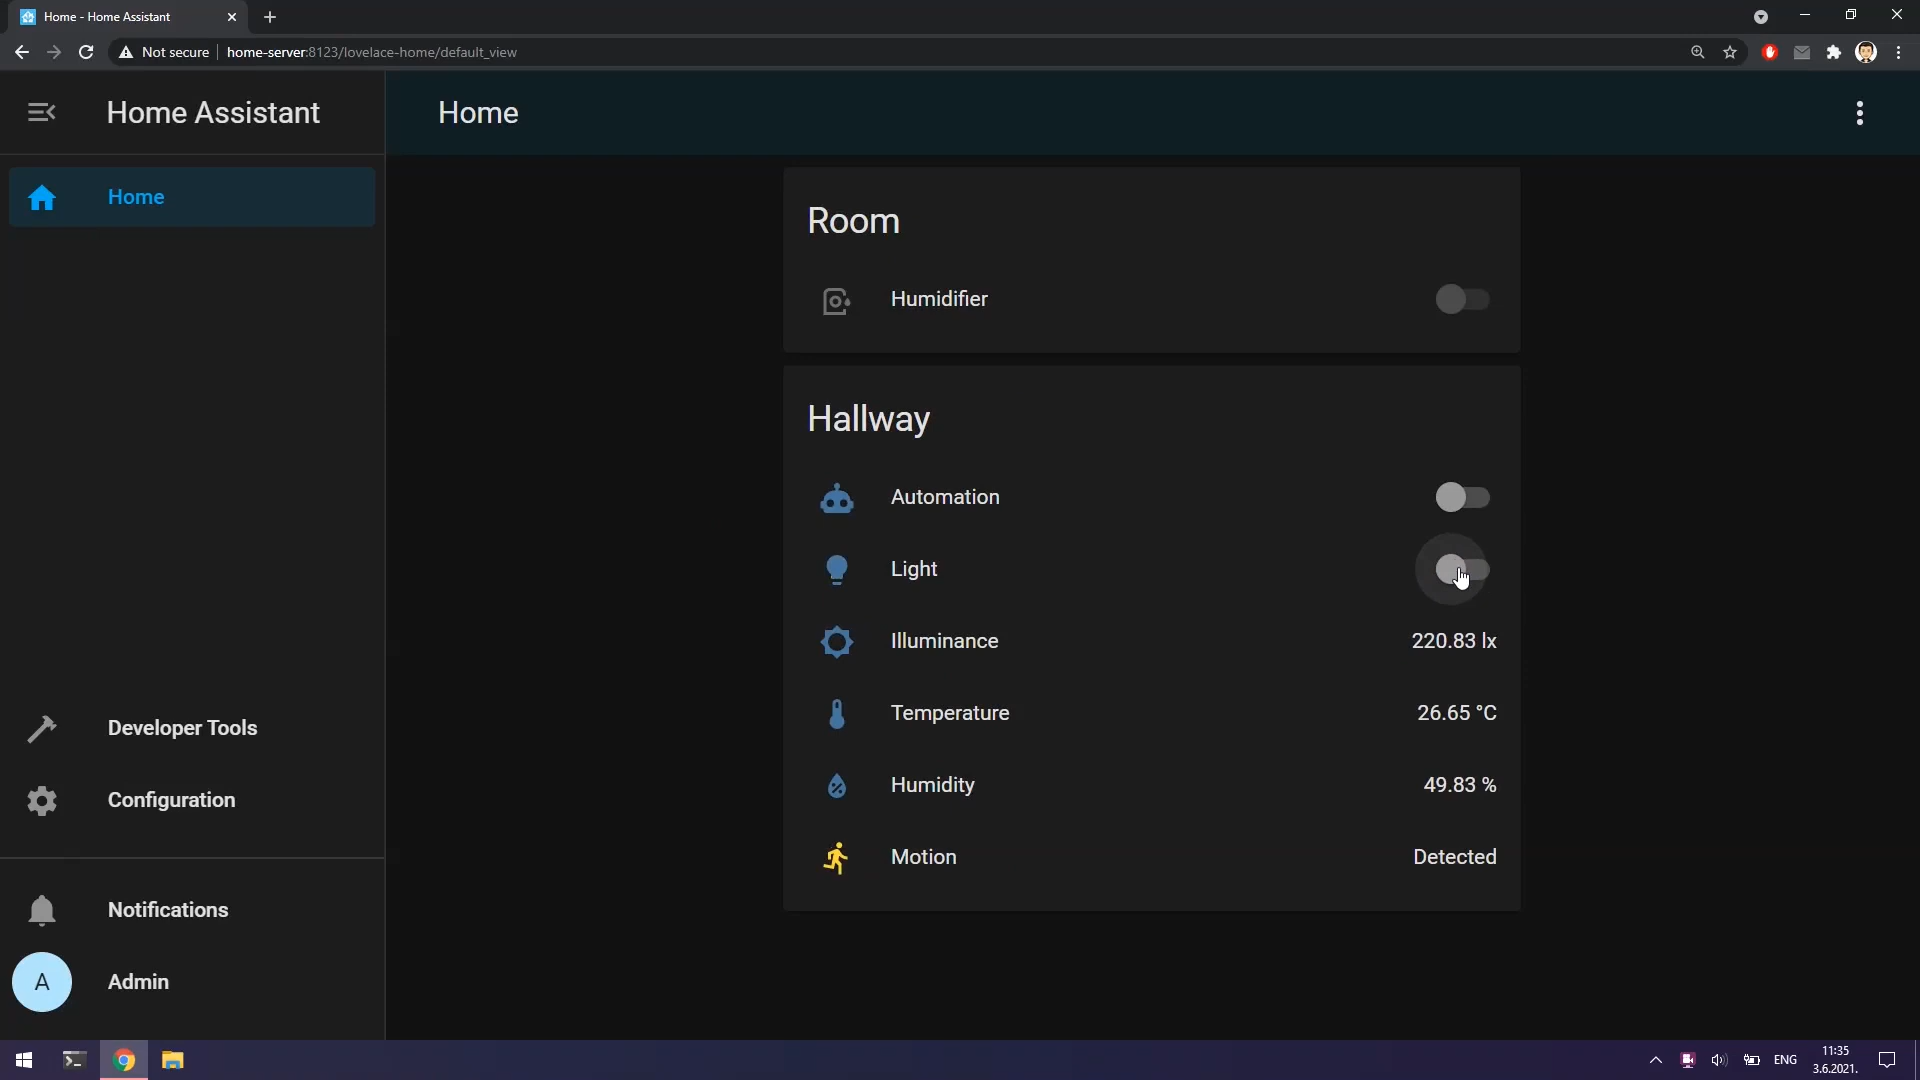 Home - Home Assistant
Not secure home-server:8123/lovelace-home/default_view
Home Assistant
Home
Home
Room
Humidifier
Hallway
Automation
Light
Illuminance 220.83 lx
Temperature 26.65 °C
Humidity 49.83 %
Motion Detected
Developer Tools
Configuration
Notifications
A Admin
ENG
11:35
3.6.2021.